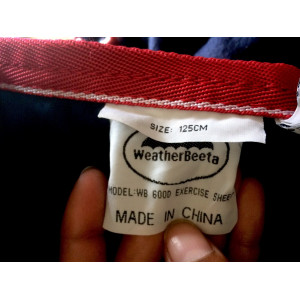 SIZE: 125CM
WeatherBeeta
MODEL: WB 600D EXERCISE SHEET
MADE IN CHINA